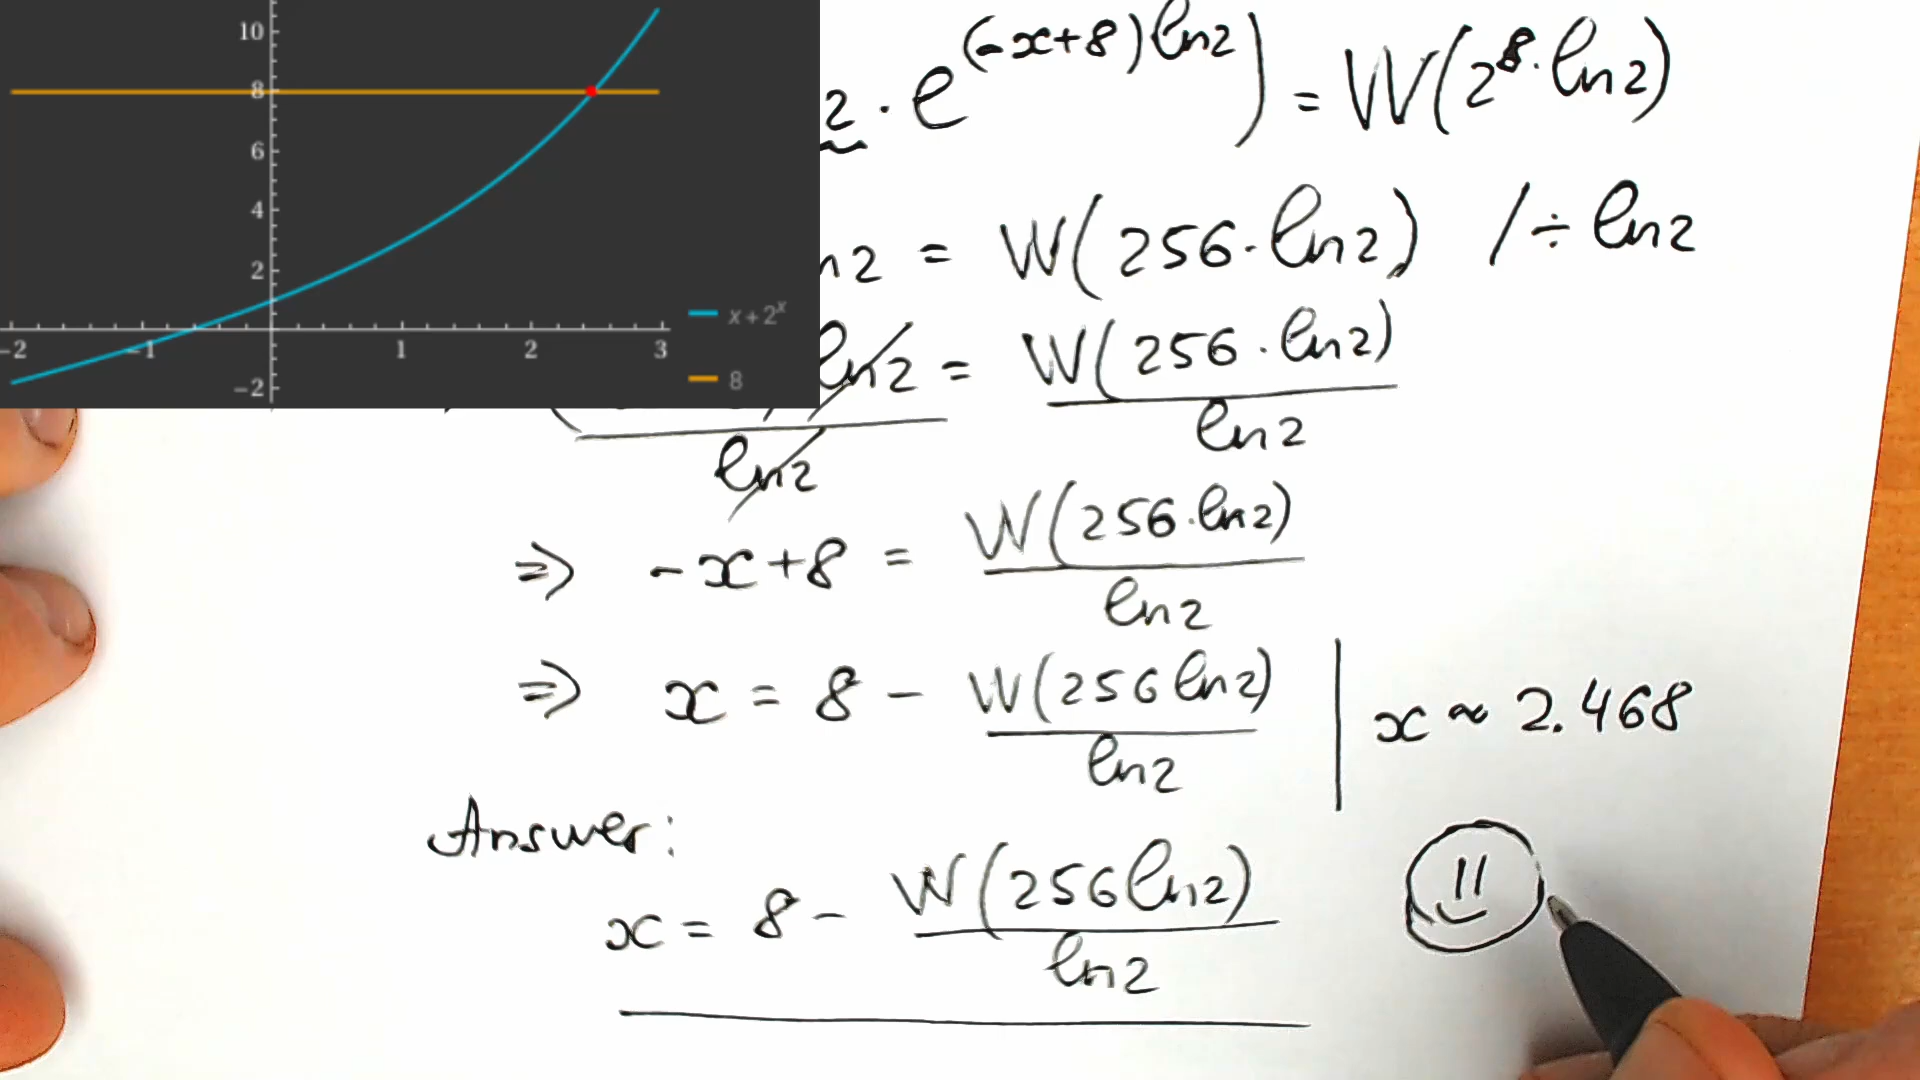 10
8
6
4
2
-2
-2 -1 1 2 3
x+2^x
8
2 · e^{(-x+8)ln2}) = W(2^8 · ln2)
n2 = W(256·ln2) / ÷ ln2
ln2 / ln2 = W(256·ln2) / ln2
=> -x+8 = W(256·ln2) / ln2
=> x = 8 - W(256 ln2) / ln2 | x ≈ 2.468
Answer:
x = 8 - W(256 ln2) / ln2